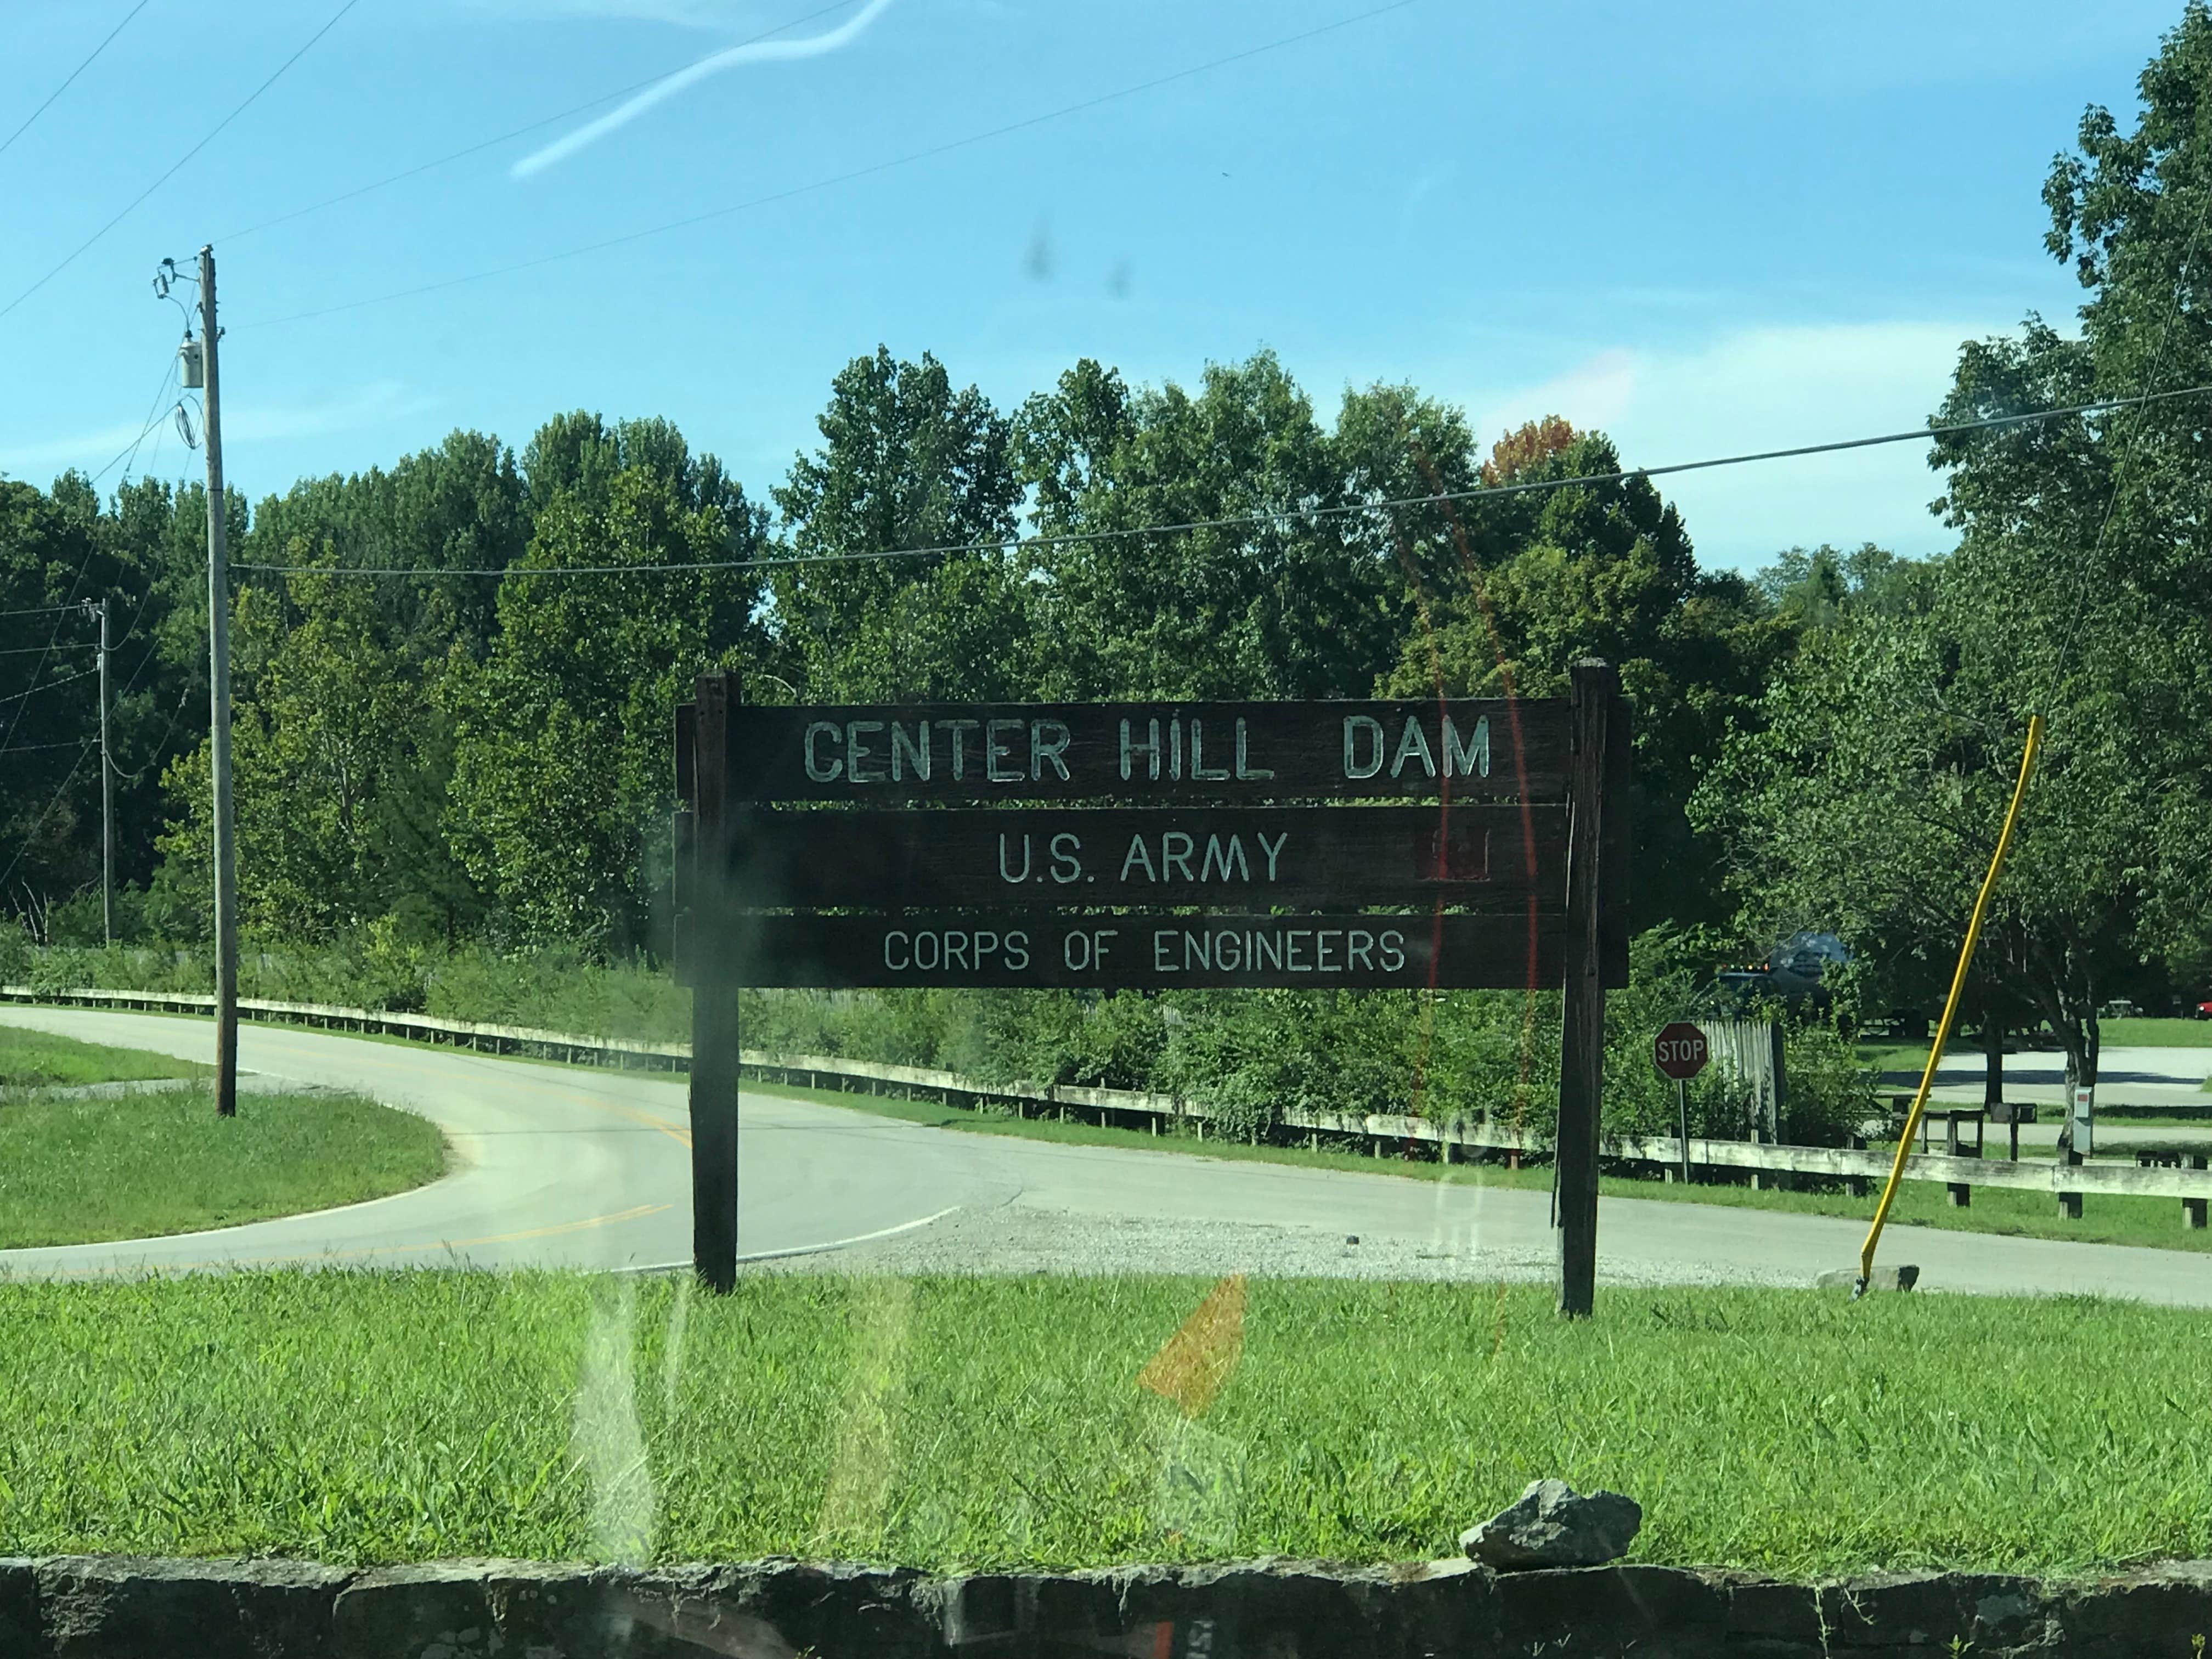 CENTER HILL DAM
U.S. ARMY
CORPS OF ENGINEERS
STOP